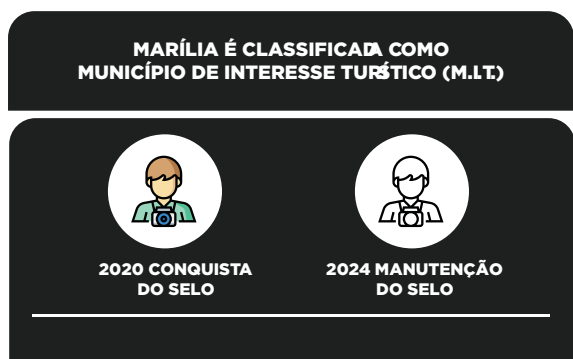 MARÍLIA É CLASSIFICADA COMO
MUNICÍPIO DE INTERESSE TURÍSTICO (M.I.T.)
2020 CONQUISTA
DO SELO
2024 MANUTENÇÃO
DO SELO